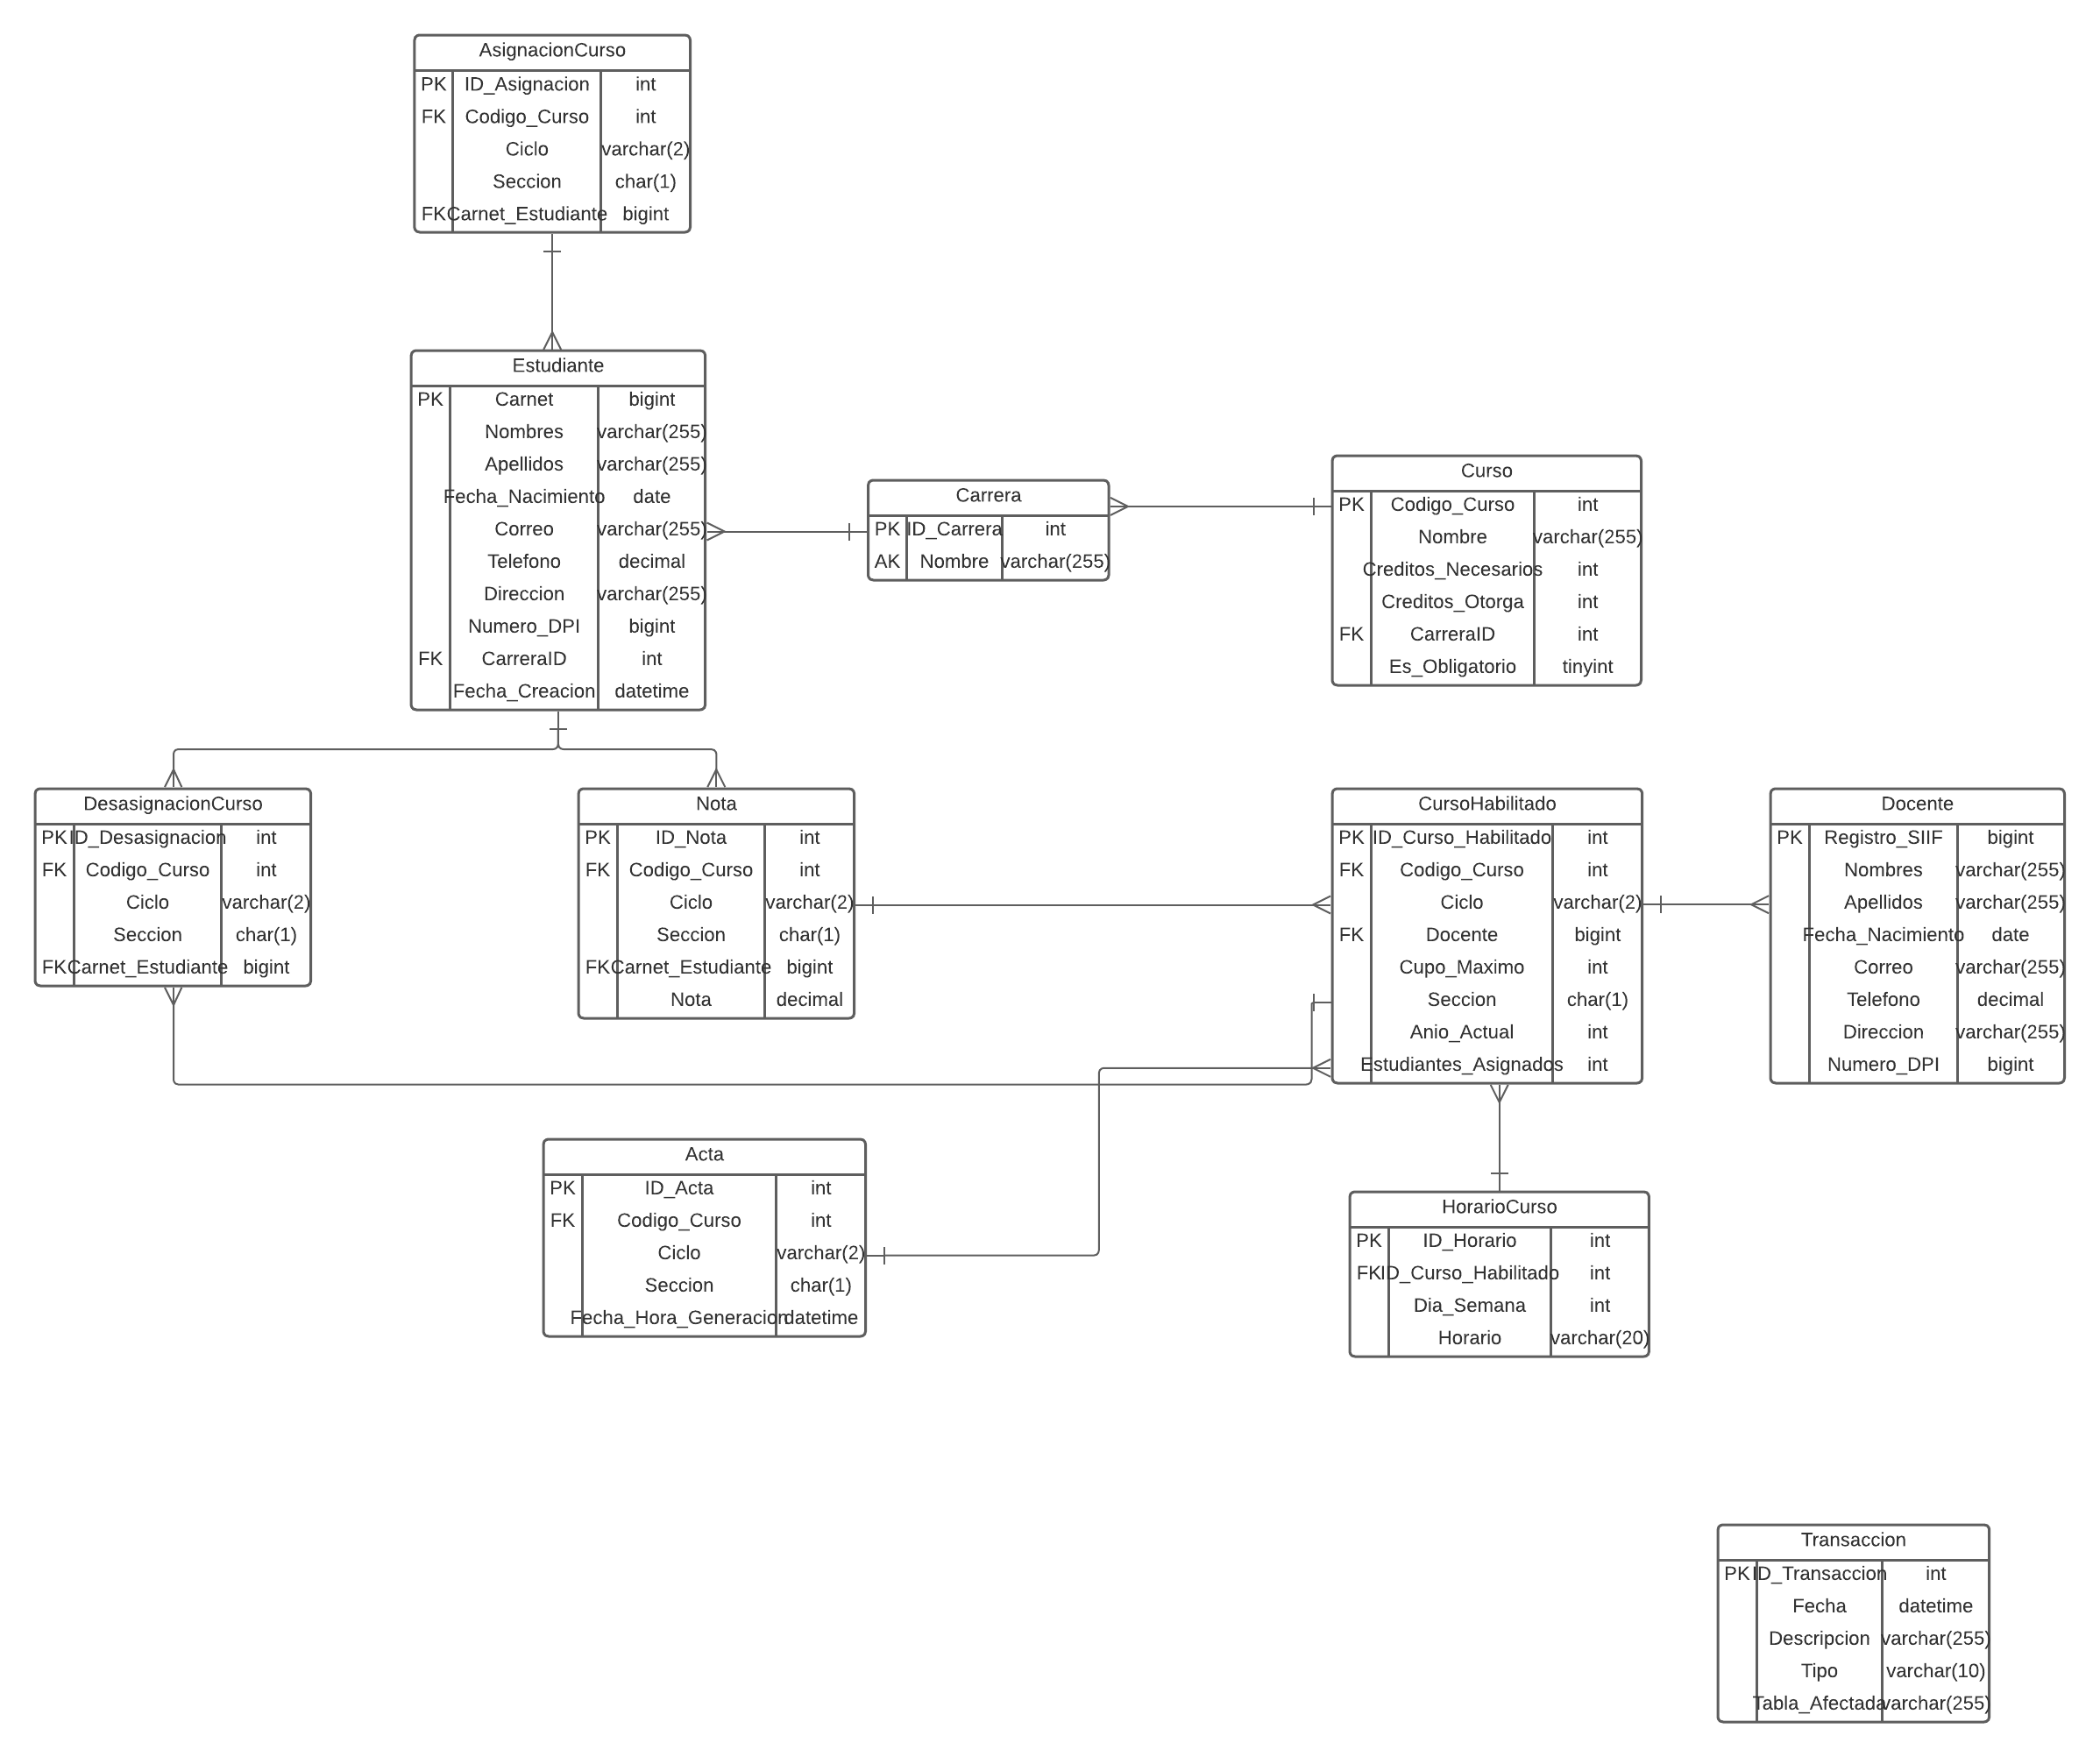 AsignacionCurso
PK ID_Asignacion int
FK Codigo_Curso int
Ciclo varchar(2)
Seccion char(1)
FK Carnet_Estudiante bigint
Estudiante
PK Carnet bigint
Nombres varchar(255)
Apellidos varchar(255)
Fecha_Nacimiento date
Correo varchar(255)
Telefono decimal
Direccion varchar(255)
Numero_DPI bigint
FK CarreraID int
Fecha_Creacion datetime
Carrera
PK ID_Carrera int
AK Nombre varchar(255)
Curso
PK Codigo_Curso int
Nombre varchar(255)
Creditos_Necesarios int
Creditos_Otorga int
FK CarreraID int
Es_Obligatorio tinyint
DesasignacionCurso
PK ID_Desasignacion int
FK Codigo_Curso int
Ciclo varchar(2)
Seccion char(1)
FK Carnet_Estudiante bigint
Nota
PK ID_Nota int
FK Codigo_Curso int
Ciclo varchar(2)
Seccion char(1)
FK Carnet_Estudiante bigint
Nota decimal
CursoHabilitado
PK ID_Curso_Habilitado int
FK Codigo_Curso int
Ciclo varchar(2)
FK Docente bigint
Cupo_Maximo int
Seccion char(1)
Anio_Actual int
Estudiantes_Asignados int
Docente
PK Registro_SIIF bigint
Nombres varchar(255)
Apellidos varchar(255)
Fecha_Nacimiento date
Correo varchar(255)
Telefono decimal
Direccion varchar(255)
Numero_DPI bigint
Acta
PK ID_Acta int
FK Codigo_Curso int
Ciclo varchar(2)
Seccion char(1)
Fecha_Hora_Generacion datetime
HorarioCurso
PK ID_Horario int
FK ID_Curso_Habilitado int
Dia_Semana int
Horario varchar(20)
Transaccion
PK ID_Transaccion int
Fecha datetime
Descripcion varchar(255)
Tipo varchar(10)
Tabla_Afectada varchar(255)